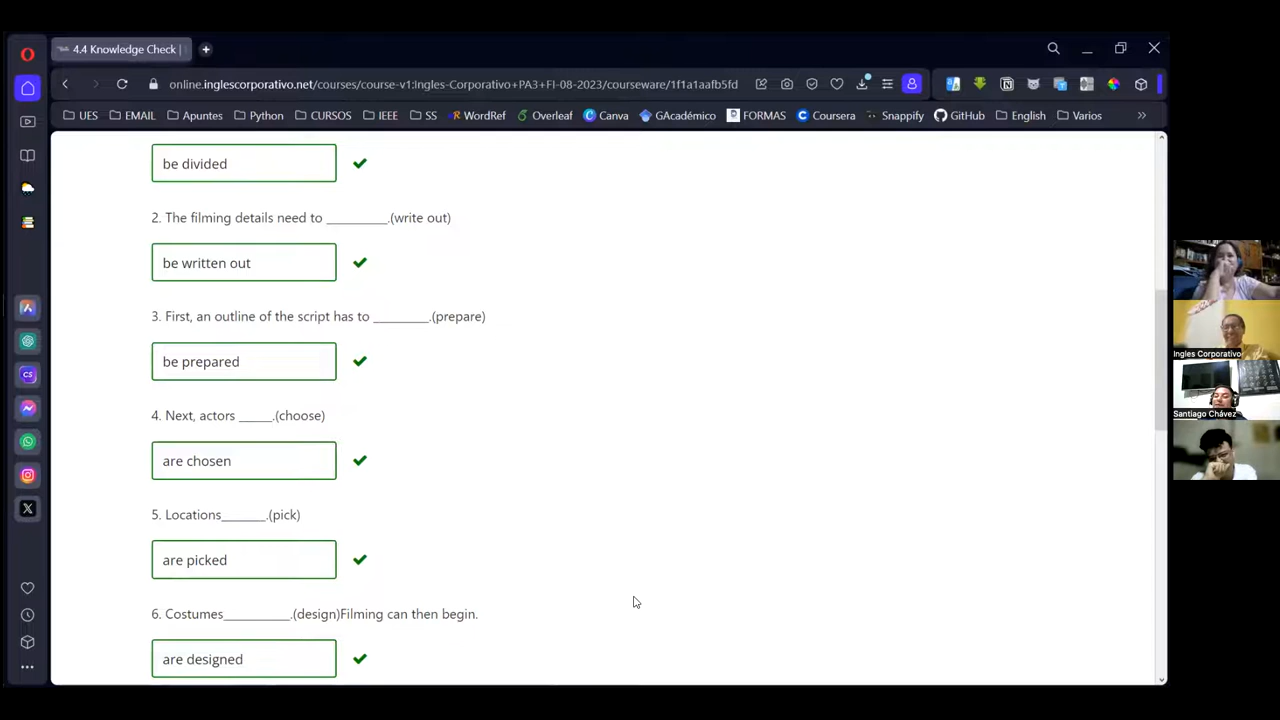 4.4 Knowledge Check |
online.inglescorporativo.net/courses/course-v1:Ingles-Corporativo+PA3+FI-08-2023/courseware/1f1a1aafb5fd
UES EMAIL Apuntes Python CURSOS IEEE SS WordRef Overleaf Canva GAcadémico FORMAS Coursera Snappify GitHub English Varios
be divided
2. The filming details need to __________.(write out)
be written out
3. First, an outline of the script has to _________.(prepare)
be prepared
4. Next, actors _____.(choose)
are chosen
5. Locations_______.(pick)
are picked
6. Costumes__________.(design)Filming can then begin.
are designed
Ingles Corporativo
Santiago Chávez